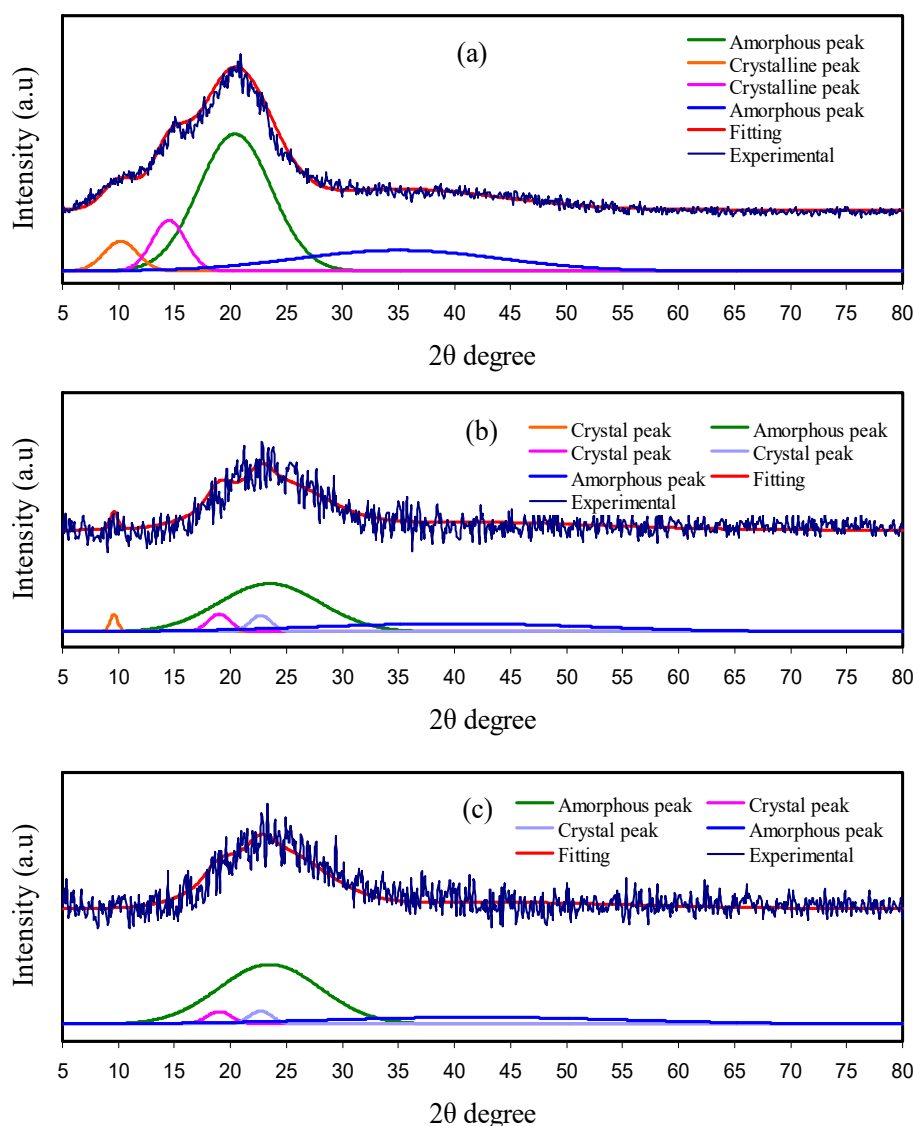 (a)
Amorphous peak
Crystalline peak
Crystalline peak
Amorphous peak
Fitting
Experimental
Intensity (a.u)
5 10 15 20 25 30 35 40 45 50 55 60 65 70 75 80
2θ degree
(b)
Crystal peak Amorphous peak
Crystal peak Crystal peak
Amorphous peak Fitting
Experimental
Intensity (a.u)
5 10 15 20 25 30 35 40 45 50 55 60 65 70 75 80
2θ degree
(c)
Amorphous peak Crystal peak
Crystal peak Amorphous peak
Fitting Experimental
Intensity (a.u)
5 10 15 20 25 30 35 40 45 50 55 60 65 70 75 80
2θ degree